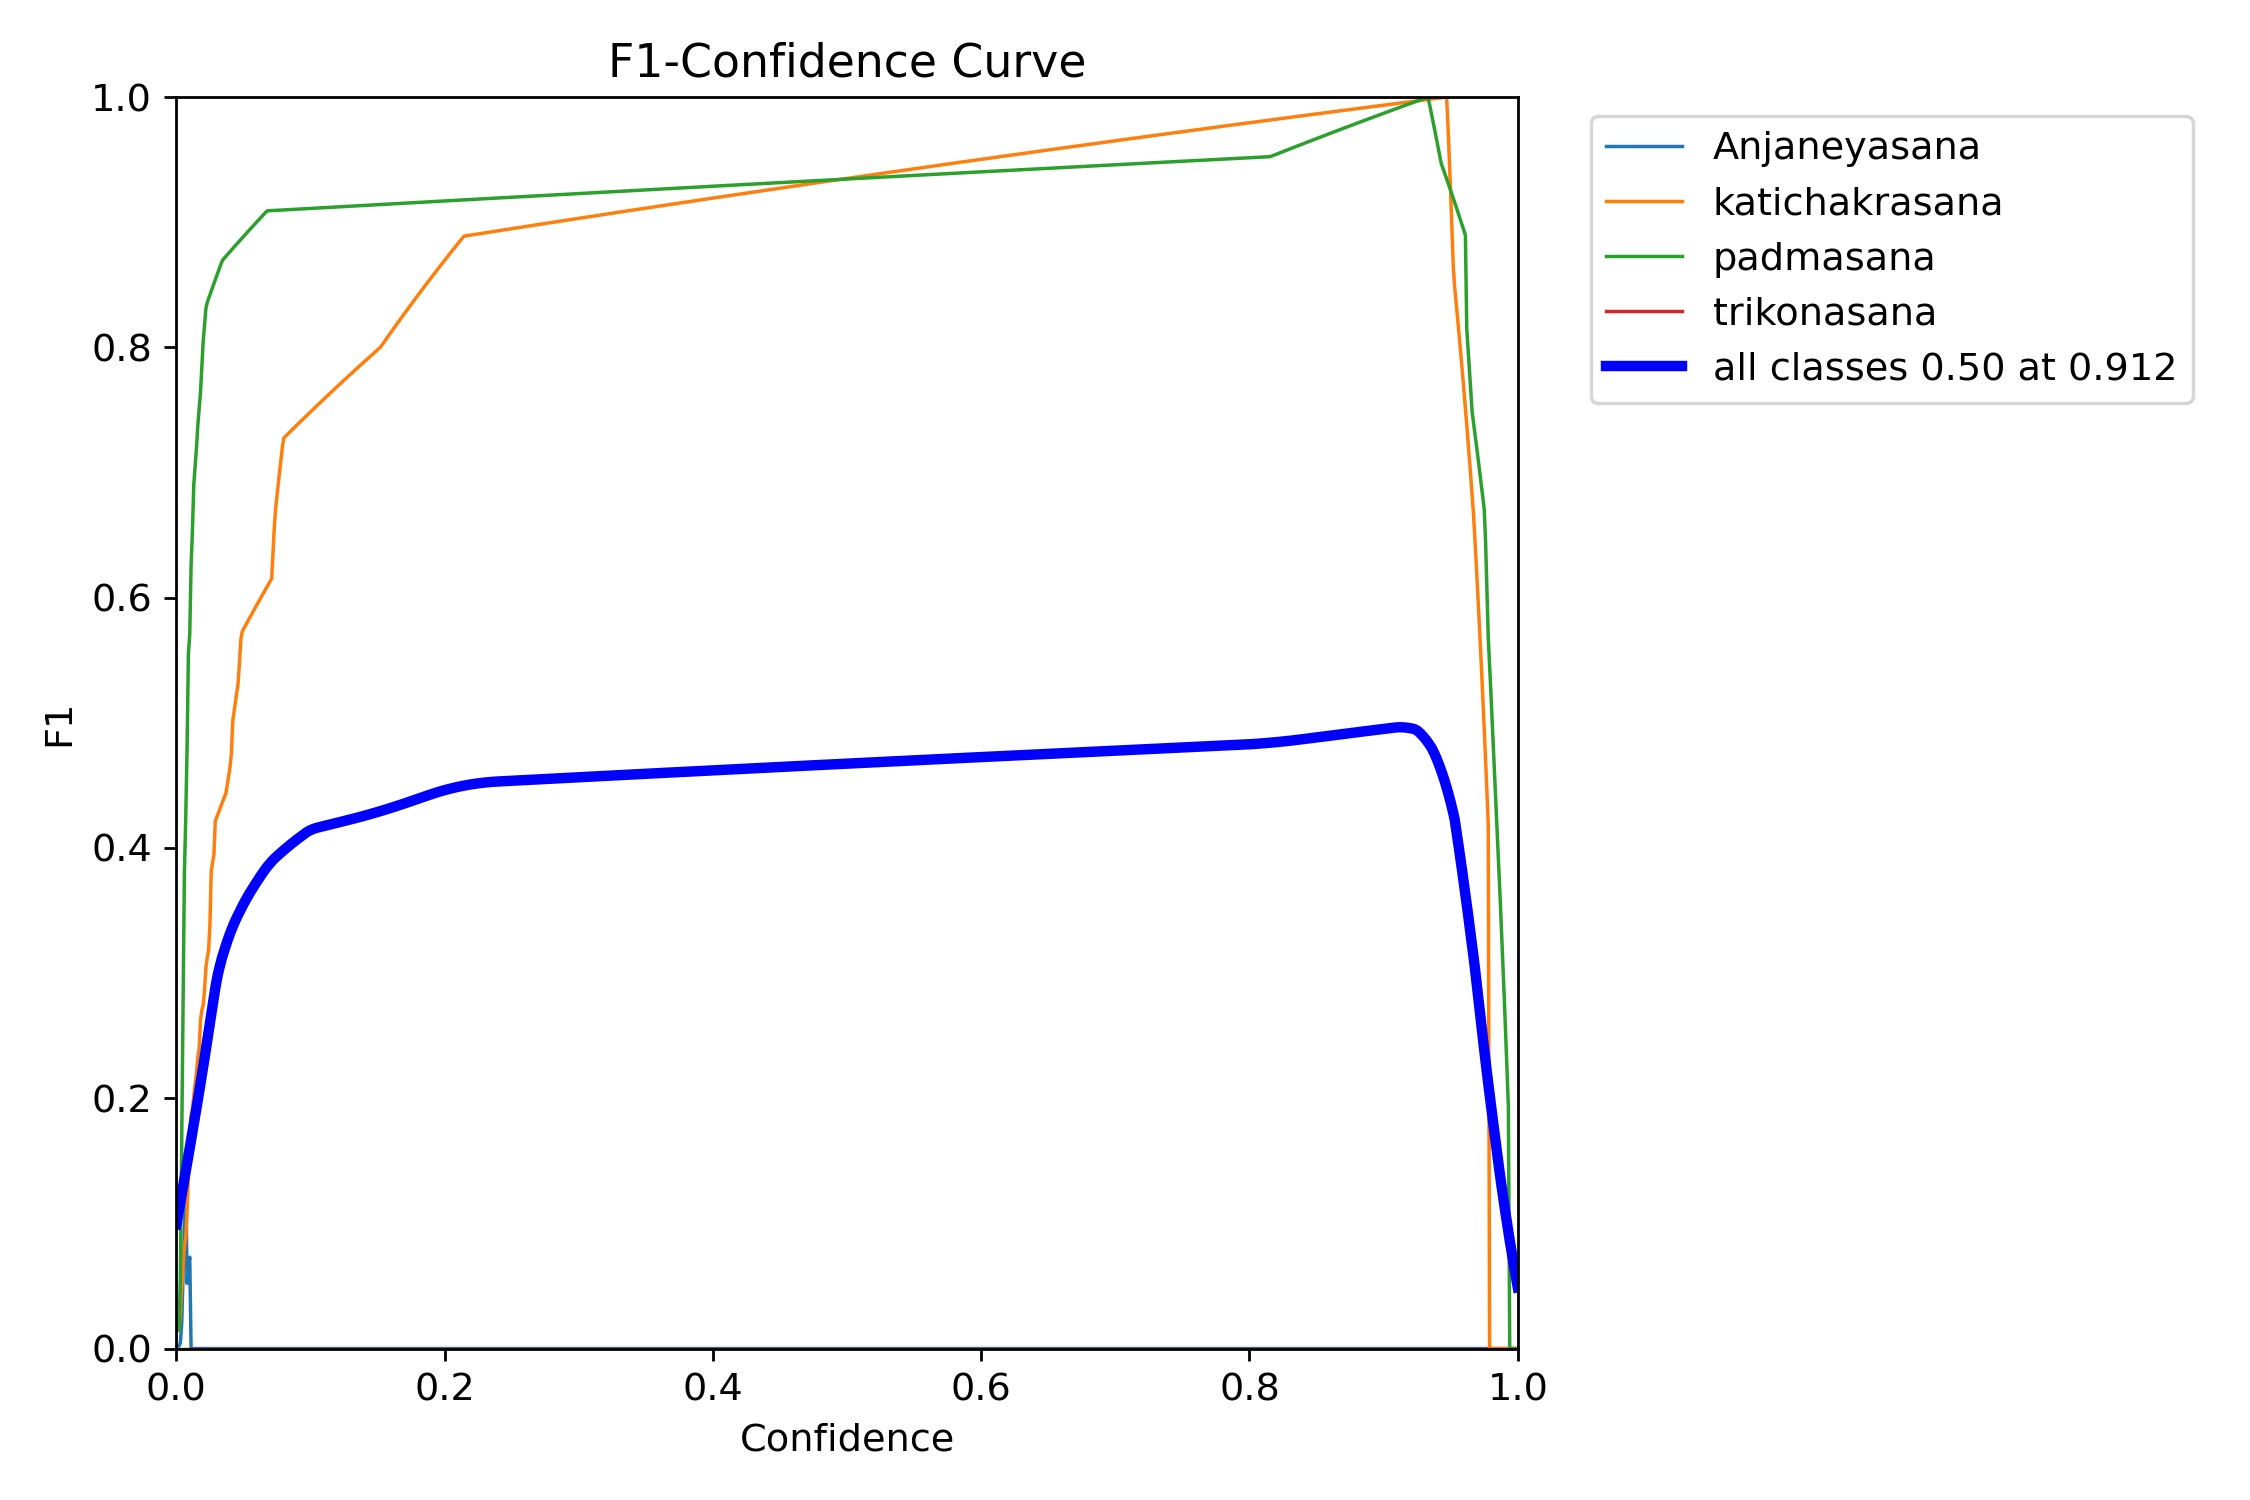 F1-Confidence Curve
1.0
0.8
0.6
0.4
0.2
0.0
F1
0.0 0.2 0.4 0.6 0.8 1.0
Confidence
Anjaneyasana
katichakrasana
padmasana
trikonasana
all classes 0.50 at 0.912